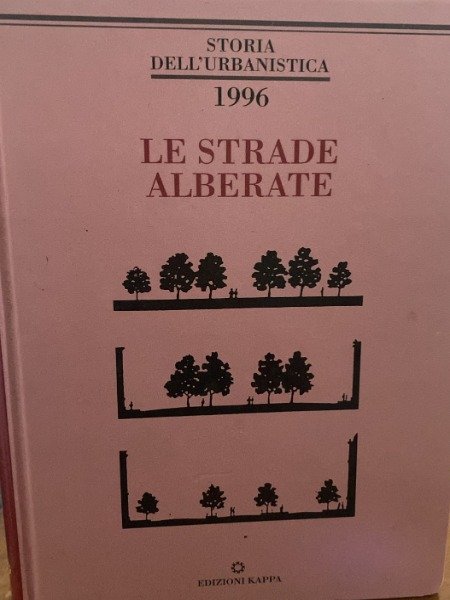 STORIA
DELL'URBANISTICA
1996
LE STRADE
ALBERATE
EDIZIONI KAPPA